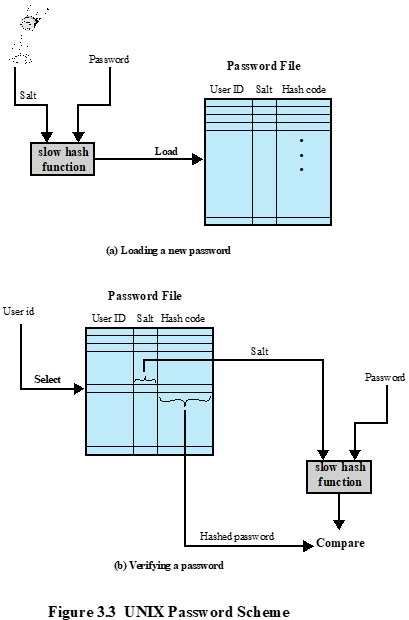 Password
Salt
slow hash
function
Load
Password File
User ID Salt Hash code
(a) Loading a new password
Password File
User id
User ID Salt Hash code
Select
Salt
Password
slow hash
function
Hashed password
Compare
(b) Verifying a password
Figure 3.3 UNIX Password Scheme